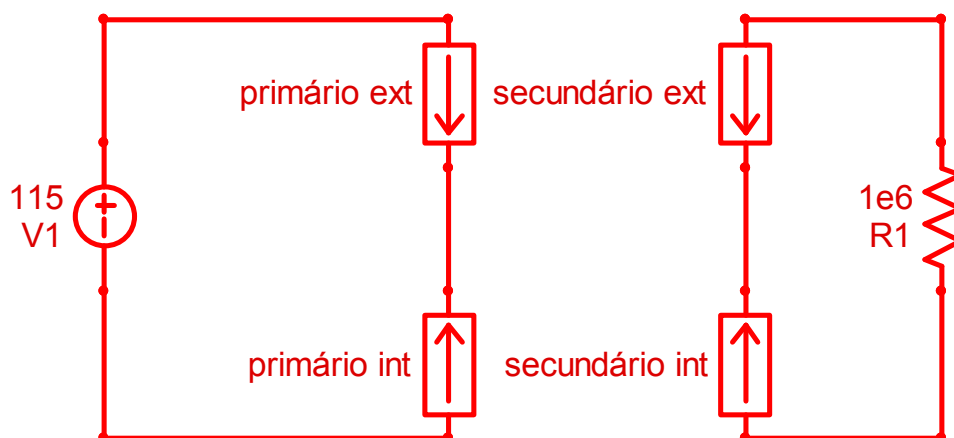 primário ext
secundário ext
115
V1
1e6
R1
primário int
secundário int